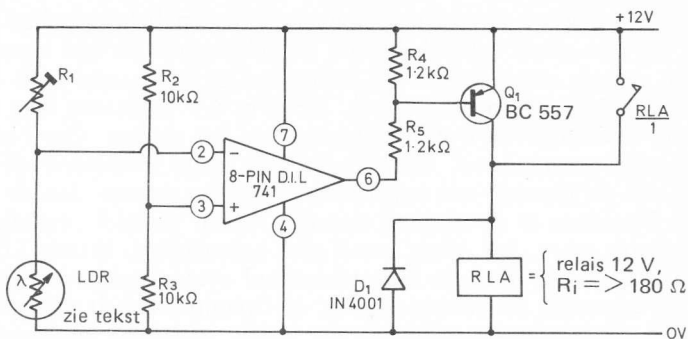 +12V
R1
R2
10kΩ
R4
1·2kΩ
Q1
BC 557
RLA
1
7
R5
1·2kΩ
2
−
8-PIN D.I.L
741
6
3
+
4
λ
LDR
zie tekst
R3
10kΩ
D1
IN 4001
RLA
= { relais 12 V,
Ri => 180 Ω
0V